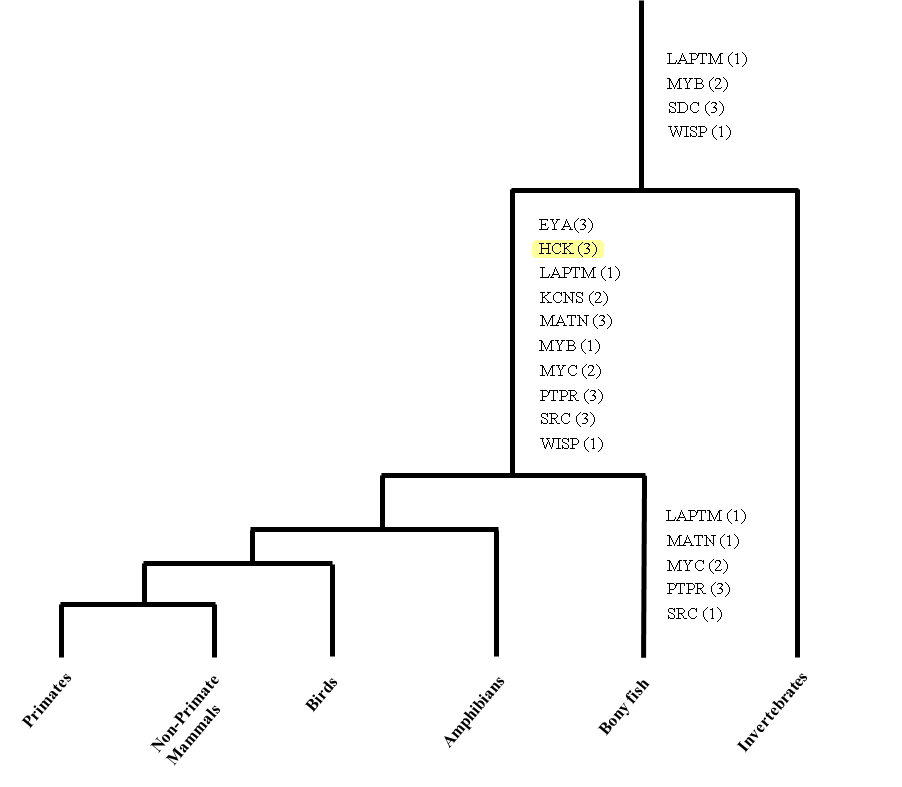 LAPTM (1)
MYB (2)
SDC (3)
WISP (1)
EYA(3)
HCK (3)
LAPTM (1)
KCNS (2)
MATN (3)
MYB (1)
MYC (2)
PTPR (3)
SRC (3)
WISP (1)
LAPTM (1)
MATN (1)
MYC (2)
PTPR (3)
SRC (1)
Primates
Non-Primate
Mammals
Birds
Amphibians
Bony fish
Invertebrates